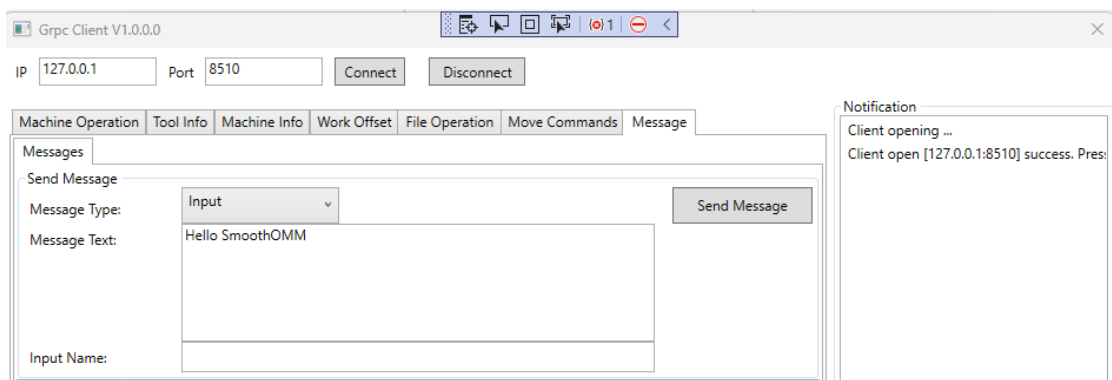 Grpc Client V1.0.0.0
1
IP 127.0.0.1 Port 8510 Connect Disconnect
Machine Operation Tool Info Machine Info Work Offset File Operation Move Commands Message
Messages
Send Message
Message Type: Input Send Message
Message Text: Hello SmoothOMM
Input Name:
Notification
Client opening ...
Client open [127.0.0.1:8510] success. Pres